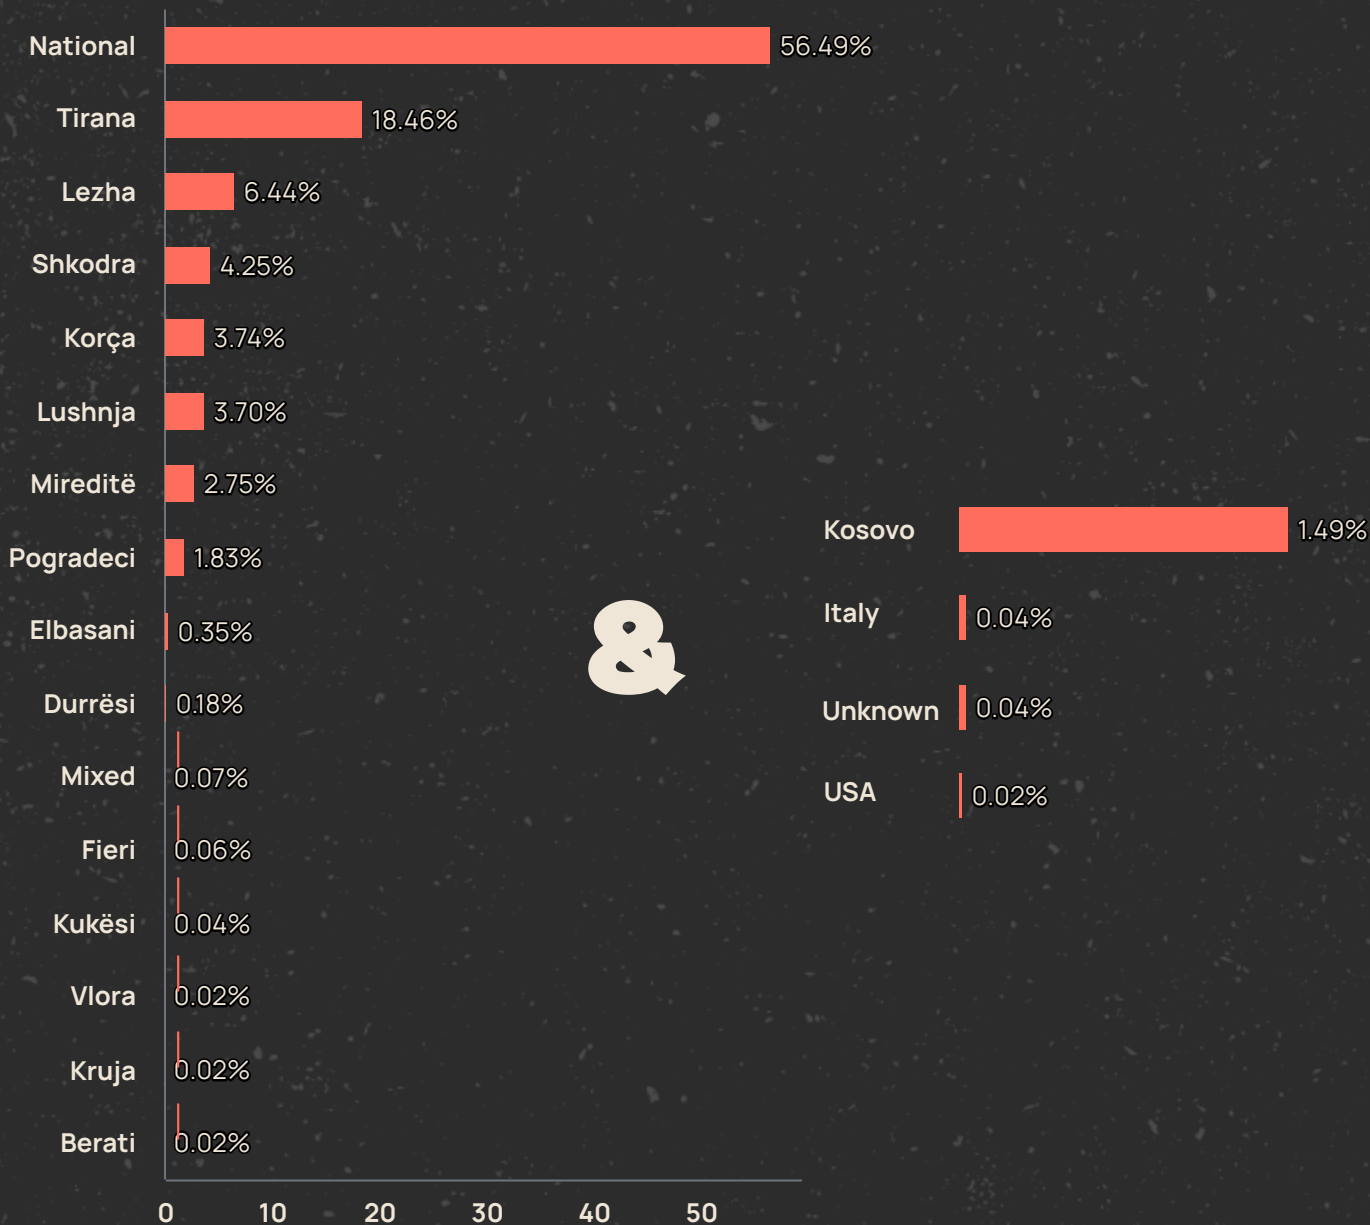 National 56.49%
Tirana 18.46%
Lezha 6.44%
Shkodra 4.25%
Korça 3.74%
Lushnja 3.70%
Mireditë 2.75%
Pogradeci 1.83%
Elbasani 0.35%
Durrësi 0.18%
Mixed 0.07%
Fieri 0.06%
Kukësi 0.04%
Vlora 0.02%
Kruja 0.02%
Berati 0.02%
0 10 20 30 40 50
&
Kosovo 1.49%
Italy 0.04%
Unknown 0.04%
USA 0.02%